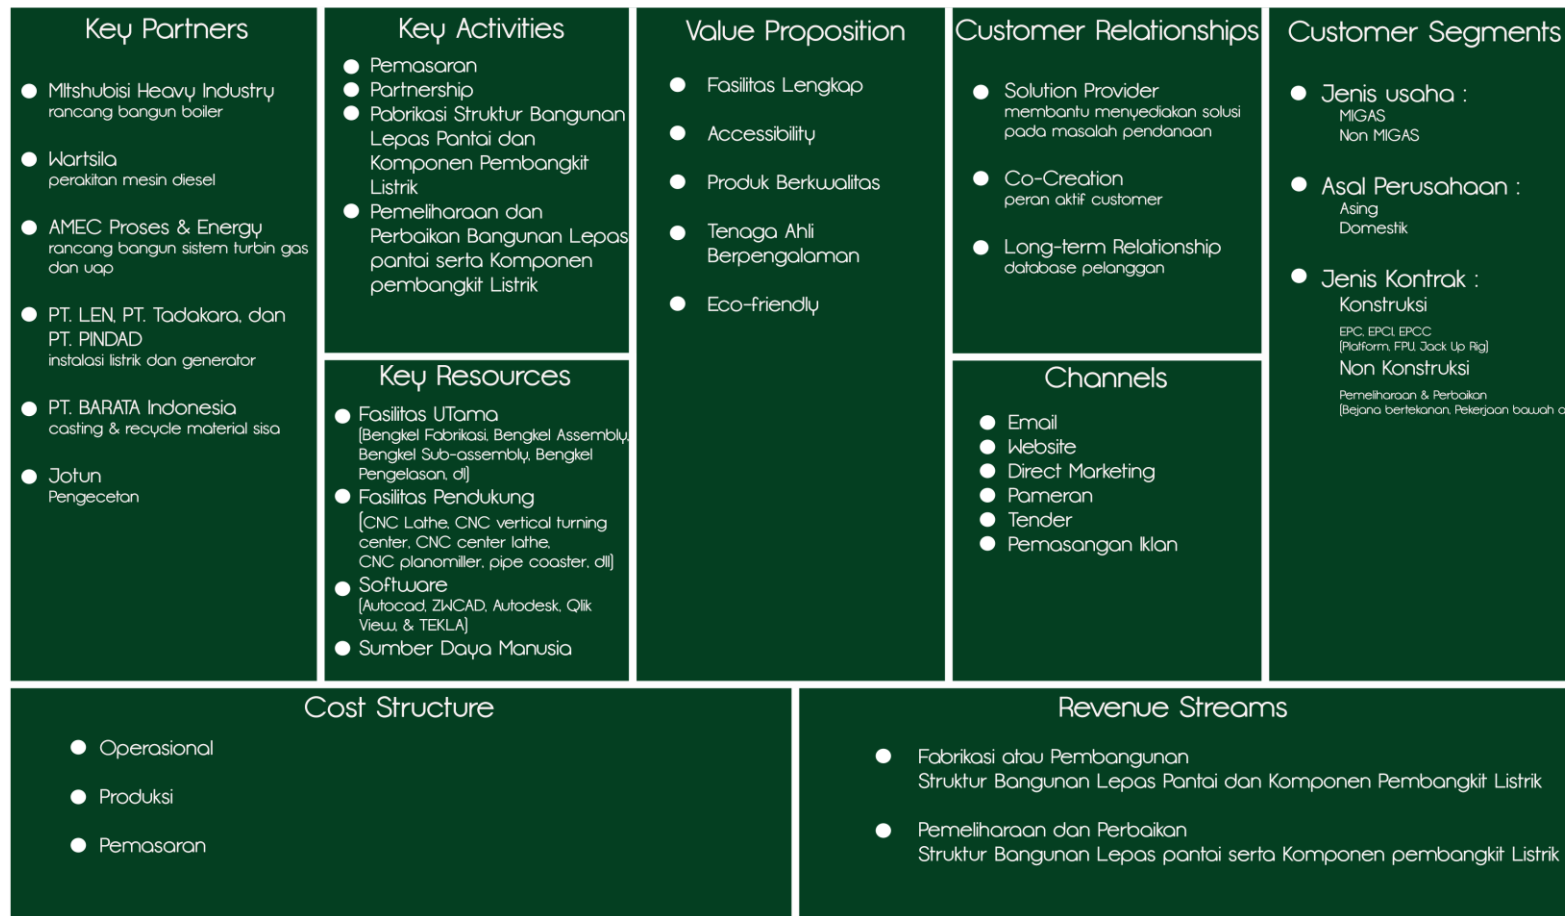 Key Partners
MItshubisi Heavy Industry
rancang bangun boiler
Wartsila
perakitan mesin diesel
AMEC Proses & Energy
rancang bangun sistem turbin gas
dan uap
PT. LEN, PT. Tadakara, dan
PT. PINDAD
instalasi listrik dan generator
PT. BARATA Indonesia
casting & recycle material sisa
Jotun
Pengecetan
Key Activities
Pemasaran
Partnership
Pabrikasi Struktur Bangunan
Lepas Pantai dan
Komponen Pembangkit
Listrik
Pemeliharaan dan
Perbaikan Bangunan Lepas
pantai serta Komponen
pembangkit Listrik
Key Resources
Fasilitas UTama
(Bengkel Fabrikasi, Bengkel Assembly,
Bengkel Sub-assembly, Bengkel
Pengelasan, dl)
Fasilitas Pendukung
(CNC Lathe, CNC vertical turning
center, CNC center lathe,
CNC planomiller, pipe coaster, dll)
Software
(Autocad, ZWCAD, Autodesk, Qlik
View, & TEKLA)
Sumber Daya Manusia
Value Proposition
Fasilitas Lengkap
Accessibility
Produk Berkwalitas
Tenaga Ahli
Berpengalaman
Eco-friendly
Customer Relationships
Solution Provider
membantu menyediakan solusi
pada masalah pendanaan
Co-Creation
peran aktif customer
Long-term Relationship
database pelanggan
Channels
Email
Website
Direct Marketing
Pameran
Tender
Pemasangan Iklan
Customer Segments
Jenis usaha :
MIGAS
Non MIGAS
Asal Perusahaan :
Asing
Domestik
Jenis Kontrak :
Konstruksi
EPC, EPCI, EPCC
(Platform, FPU, Jack Up Rig)
Non Konstruksi
Pemeliharaan & Perbaikan
(Bejana bertekanan, Pekerjaan bawah
Cost Structure
Operasional
Produksi
Pemasaran
Revenue Streams
Fabrikasi atau Pembangunan
Struktur Bangunan Lepas Pantai dan Komponen Pembangkit Listrik
Pemeliharaan dan Perbaikan
Struktur Bangunan Lepas pantai serta Komponen pembangkit Listrik